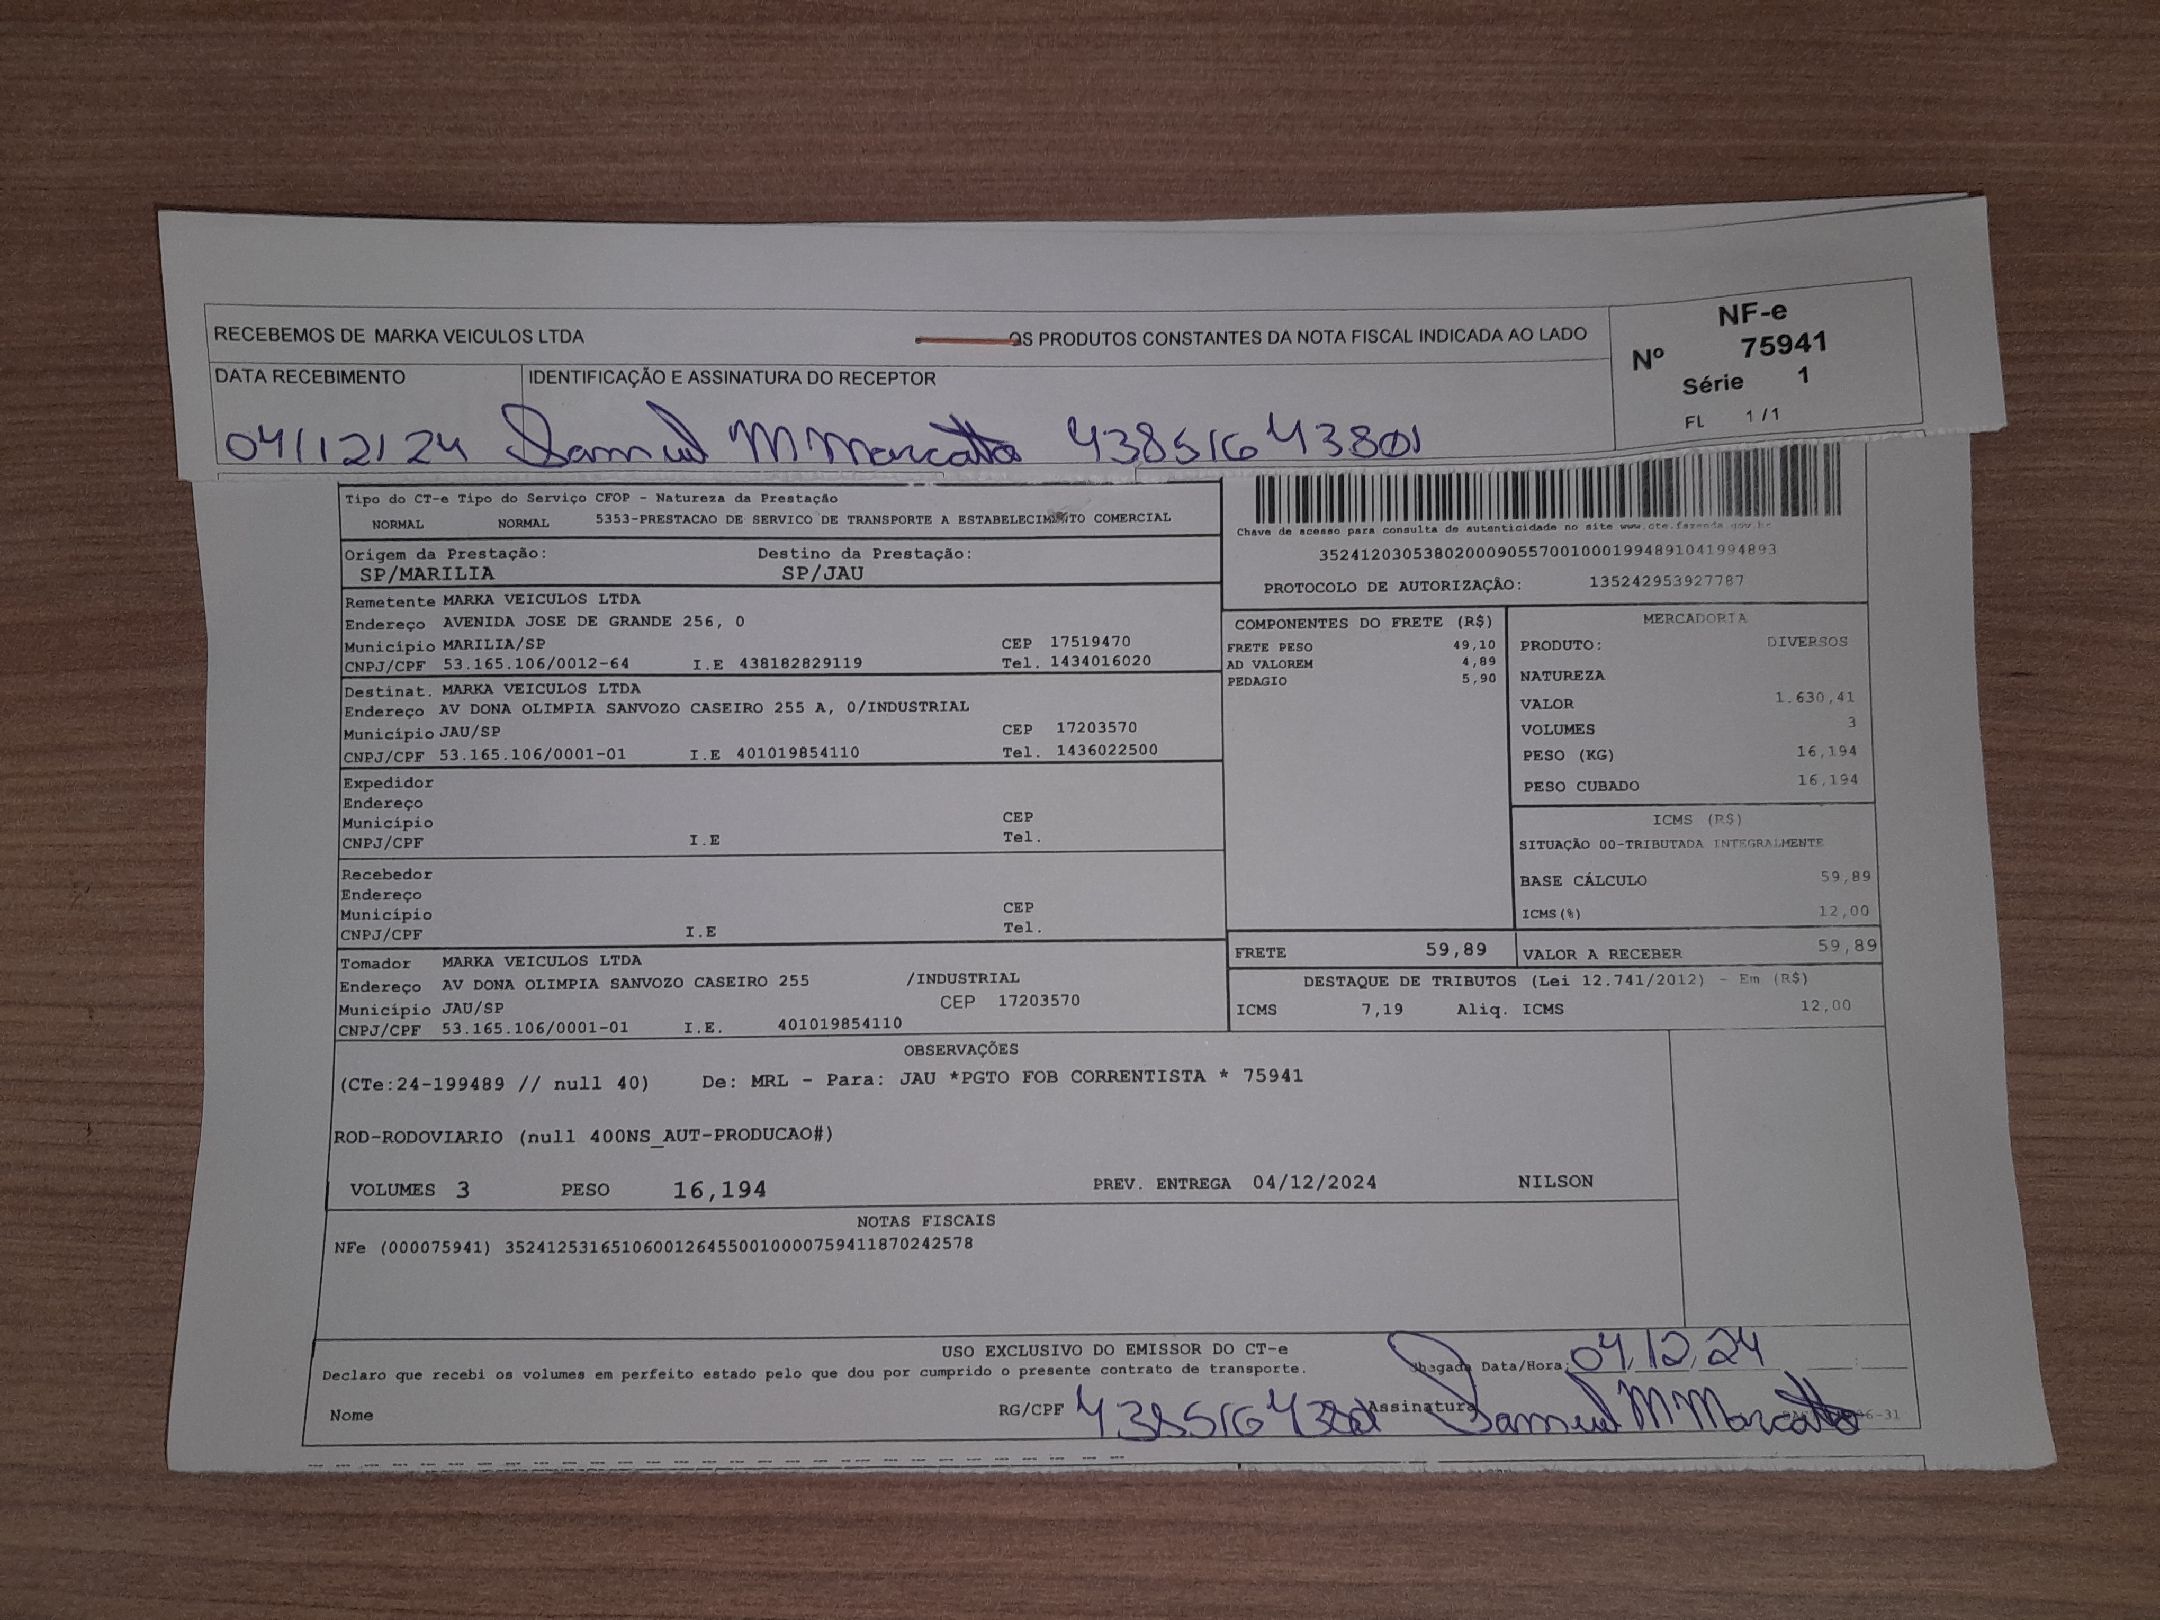 RECEBEMOS DE MARKA VEICULOS LTDA OS PRODUTOS CONSTANTES DA NOTA FISCAL INDICADA AO LADO
NF-e
Nº 75941
Série 1
FL 1 /1
DATA RECEBIMENTO IDENTIFICAÇÃO E ASSINATURA DO RECEPTOR
04/12/24 Samuel M Marcatto 43851643801
Tipo do CT-e Tipo do Serviço CFOP - Natureza da Prestação
NORMAL NORMAL 5353-PRESTACAO DE SERVICO DE TRANSPORTE A ESTABELECIMENTO COMERCIAL
Chave de acesso para consulta de autenticidade no site www.cte.fazenda.gov.br
35241203053802000905570010001994891041994893
PROTOCOLO DE AUTORIZAÇÃO: 135242953927787
Origem da Prestação: Destino da Prestação:
SP/MARILIA SP/JAU
Remetente MARKA VEICULOS LTDA
Endereço AVENIDA JOSE DE GRANDE 256, 0
Município MARILIA/SP CEP 17519470
CNPJ/CPF 53.165.106/0012-64 I.E 438182829119 Tel. 1434016020
Destinat. MARKA VEICULOS LTDA
Endereço AV DONA OLIMPIA SANVOZO CASEIRO 255 A, 0/INDUSTRIAL
Município JAU/SP CEP 17203570
CNPJ/CPF 53.165.106/0001-01 I.E 401019854110 Tel. 1436022500
Expedidor
Endereço
Município CEP
CNPJ/CPF I.E Tel.
Recebedor
Endereço
Município CEP
CNPJ/CPF I.E Tel.
Tomador MARKA VEICULOS LTDA
Endereço AV DONA OLIMPIA SANVOZO CASEIRO 255 /INDUSTRIAL
Município JAU/SP CEP 17203570
CNPJ/CPF 53.165.106/0001-01 I.E. 401019854110
COMPONENTES DO FRETE (R$)
FRETE PESO 49,10
AD VALOREM 4,89
PEDAGIO 5,90
MERCADORIA
PRODUTO: DIVERSOS
NATUREZA
VALOR 1.630,41
VOLUMES 3
PESO (KG) 16,194
PESO CUBADO 16,194
ICMS (R$)
SITUAÇÃO 00-TRIBUTADA INTEGRALMENTE
BASE CÁLCULO 59,89
ICMS(%) 12,00
FRETE 59,89 VALOR A RECEBER 59,89
DESTAQUE DE TRIBUTOS (Lei 12.741/2012) - Em (R$)
ICMS 7,19 Aliq. ICMS 12,00
OBSERVAÇÕES
(CTe:24-199489 // null 40) De: MRL - Para: JAU *PGTO FOB CORRENTISTA * 75941
ROD-RODOVIARIO (null 400NS_AUT-PRODUCAO#)
VOLUMES 3 PESO 16,194 PREV. ENTREGA 04/12/2024 NILSON
NOTAS FISCAIS
NFe (000075941) 35241253165106001264550010000759411870242578
USO EXCLUSIVO DO EMISSOR DO CT-e
Declaro que recebi os volumes em perfeito estado pelo que dou por cumprido o presente contrato de transporte. Chegada Data/Hora: 04/12/24
Nome RG/CPF Assinatura Samuel M Marcatto